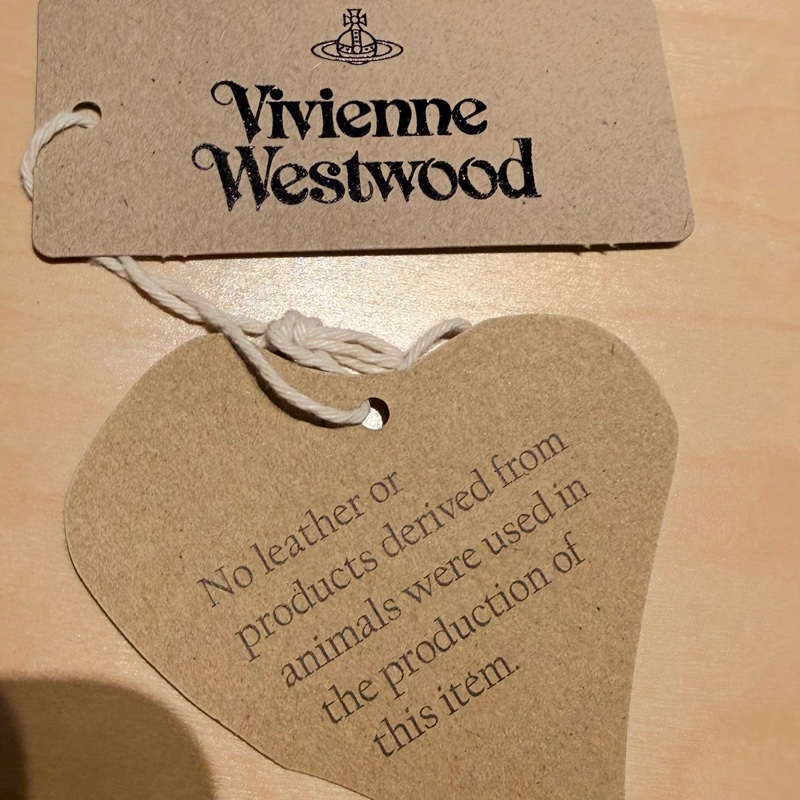 Vivienne
Westwood
No leather or
products derived from
animals were used in
the production of
this item.